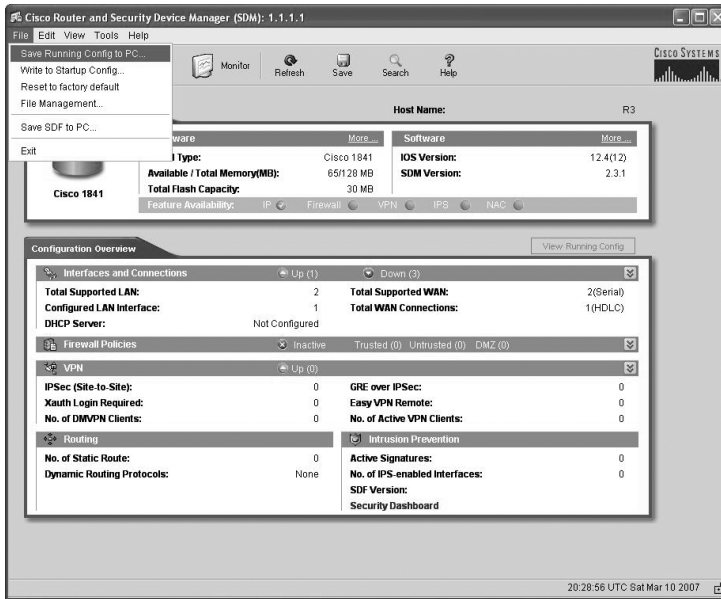 Cisco Router and Security Device Manager (SDM): 1.1.1.1
File Edit View Tools Help
Save Running Config to PC...
Write to Startup Config...
Reset to factory default
File Management...
Save SDF to PC...
Exit
Monitor Refresh Save Search Help
CISCO SYSTEMS
Host Name: R3
ware More ...
Software More ...
Type: Cisco 1841
IOS Version: 12.4(12)
Available / Total Memory(MB): 65/128 MB
SDM Version: 2.3.1
Total Flash Capacity: 30 MB
Cisco 1841
Feature Availability: IP Firewall VPN IPS NAC
Configuration Overview
View Running Config
Interfaces and Connections Up (1) Down (3)
Total Supported LAN: 2
Total Supported WAN: 2(Serial)
Configured LAN Interface: 1
Total WAN Connections: 1(HDLC)
DHCP Server: Not Configured
Firewall Policies Inactive Trusted (0) Untrusted (0) DMZ (0)
VPN Up (0)
IPSec (Site-to-Site): 0
GRE over IPSec: 0
Xauth Login Required: 0
Easy VPN Remote: 0
No. of DMVPN Clients: 0
No. of Active VPN Clients: 0
Routing
Intrusion Prevention
No. of Static Route: 0
Active Signatures: 0
Dynamic Routing Protocols: None
No. of IPS-enabled Interfaces: 0
SDF Version:
Security Dashboard
20:28:56 UTC Sat Mar 10 2007